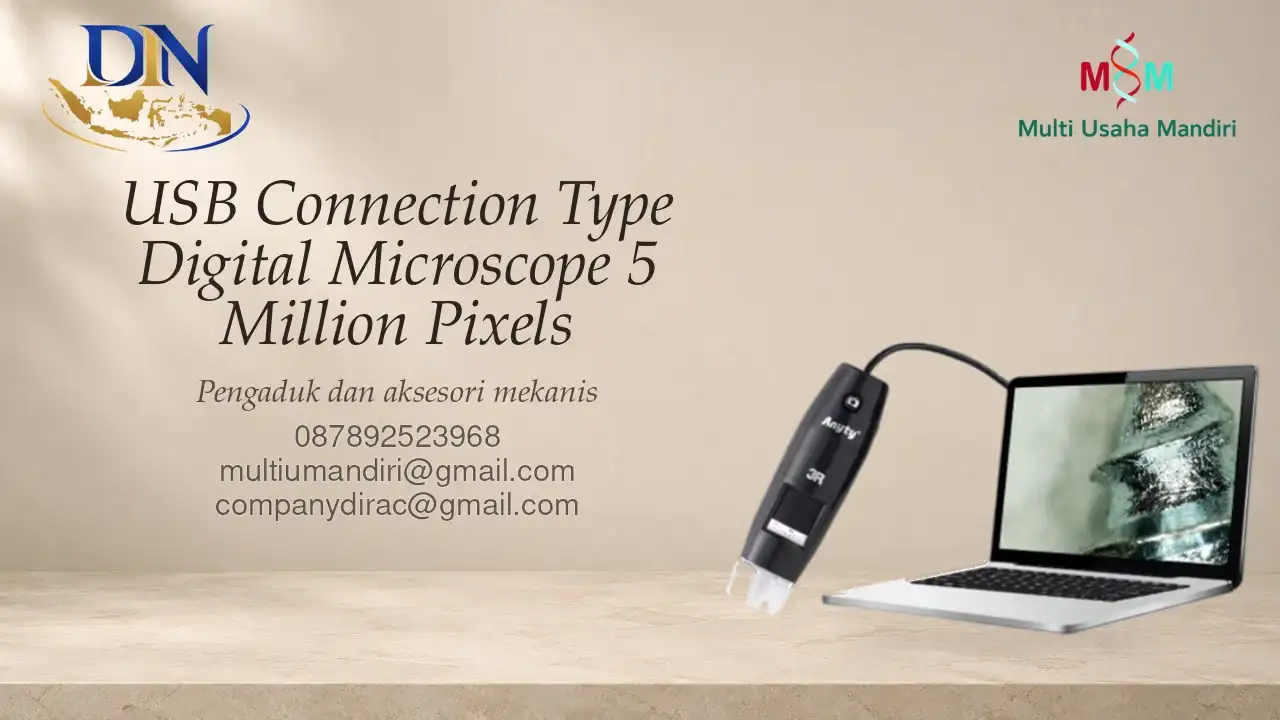 DIN
M M
Multi Usaha Mandiri
USB Connection Type
Digital Microscope 5
Million Pixels
Pengaduk dan aksesori mekanis
087892523968
multiumandiri@gmail.com
companydirac@gmail.com
Anyty
3R